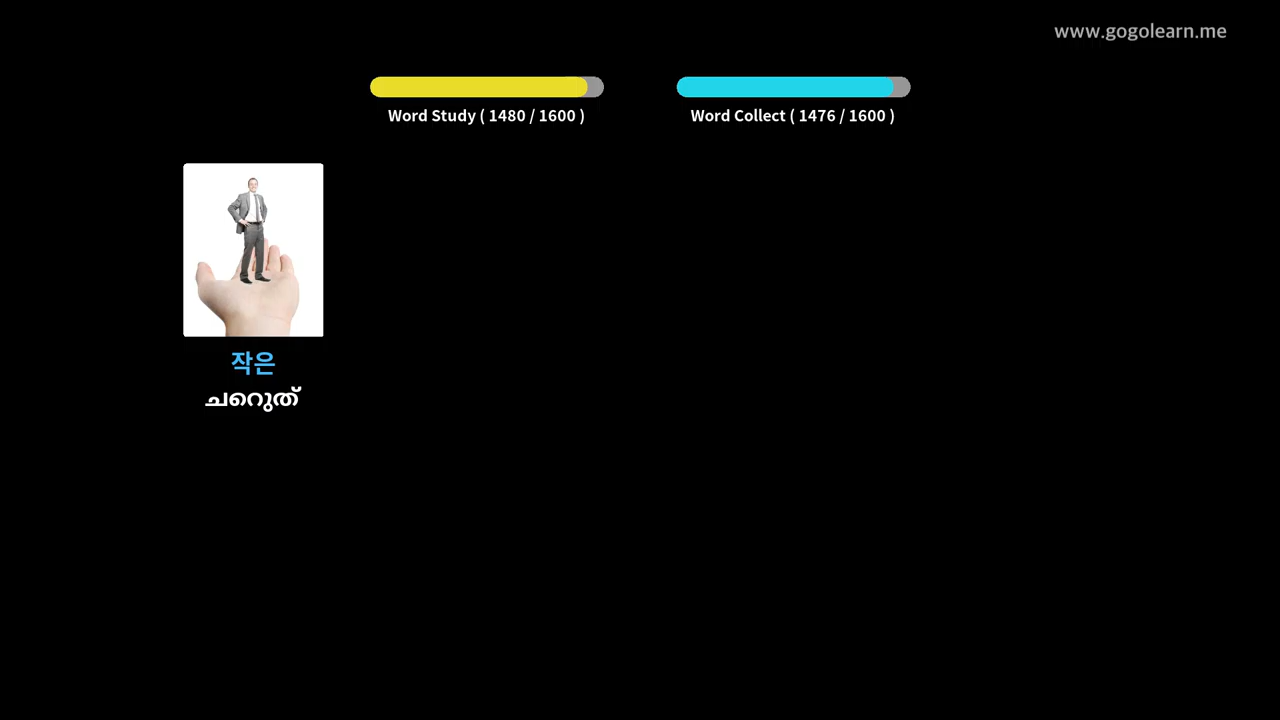 www.gogolearn.me
Word Study ( 1480 / 1600 )
Word Collect ( 1476 / 1600 )
작은
ചെറുത്